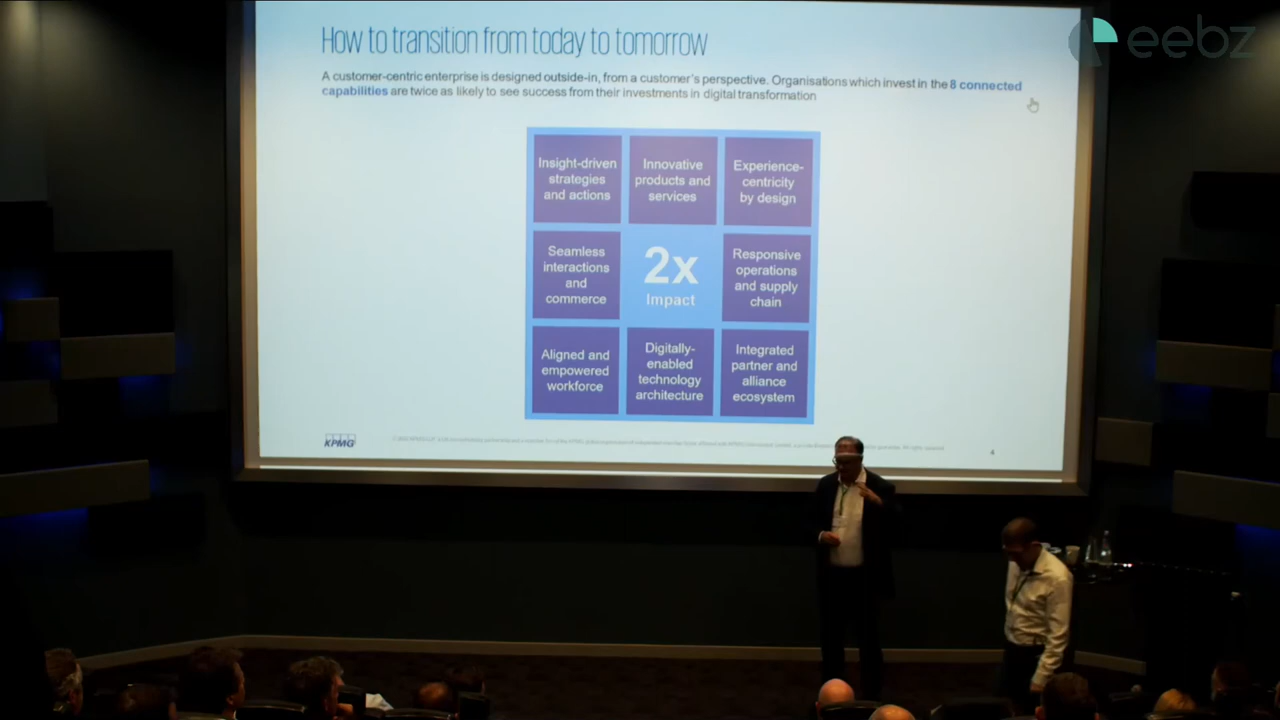 eebz
How to transition from today to tomorrow
A customer-centric enterprise is designed outside-in, from a customer's perspective. Organisations which invest in the 8 connected
capabilities are twice as likely to see success from their investments in digital transformation
Insight-driven
strategies
and actions
Innovative
products and
services
Experience-
centricity
by design
Seamless
interactions
and
commerce
2x
Impact
Responsive
operations
and supply
chain
Aligned and
empowered
workforce
Digitally-
enabled
technology
architecture
Integrated
partner and
alliance
ecosystem
KPMG
4